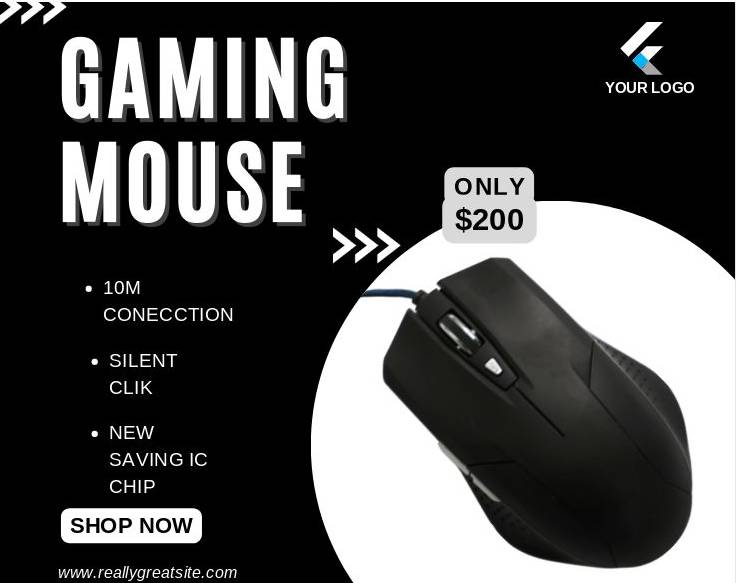 GAMING
MOUSE
YOUR LOGO
ONLY
$200
10M
CONECCTION
SILENT
CLIK
NEW
SAVING IC
CHIP
SHOP NOW
www.reallygreatsite.com